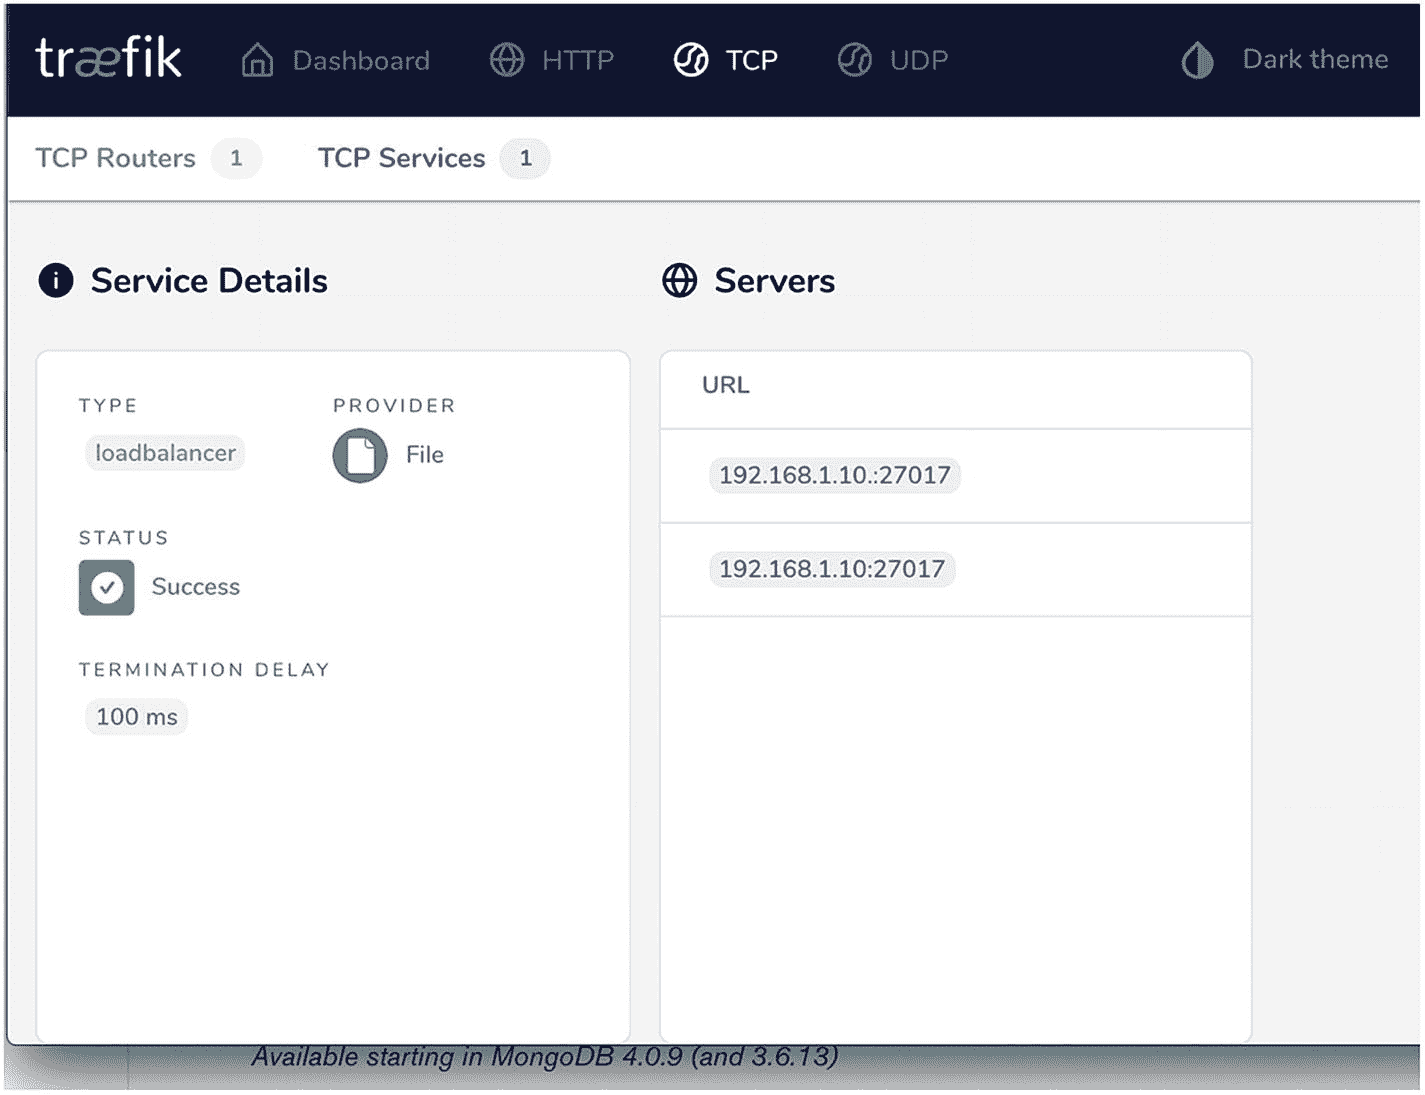 træfik Dashboard HTTP TCP UDP Dark theme
TCP Routers 1 TCP Services 1
Service Details
Servers
TYPE PROVIDER
loadbalancer File
STATUS
Success
TERMINATION DELAY
100 ms
URL
192.168.1.10.:27017
192.168.1.10:27017
Available starting in MongoDB 4.0.9 (and 3.6.13)